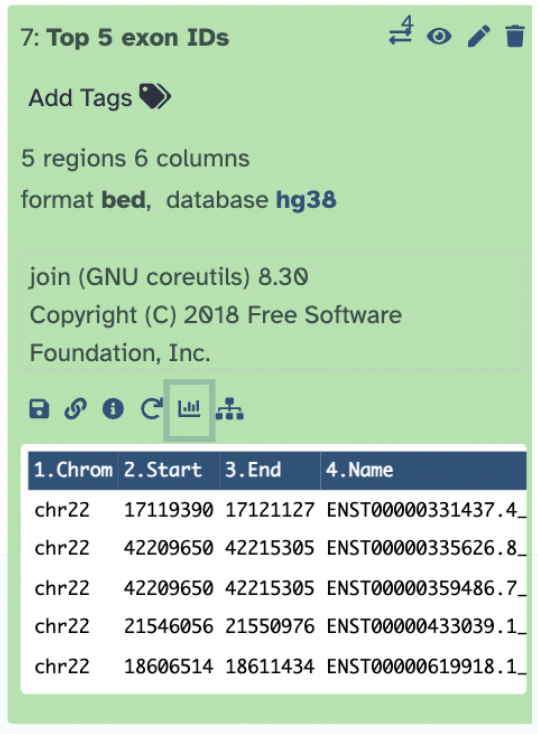 7: Top 5 exon IDs
4
Add Tags
5 regions 6 columns
format bed, database hg38
join (GNU coreutils) 8.30
Copyright (C) 2018 Free Software
Foundation, Inc.
1.Chrom 2.Start 3.End 4.Name
chr22 17119390 17121127 ENST00000331437.4_
chr22 42209650 42215305 ENST00000335626.8_
chr22 42209650 42215305 ENST00000359486.7_
chr22 21546056 21550976 ENST00000433039.1_
chr22 18606514 18611434 ENST00000619918.1_